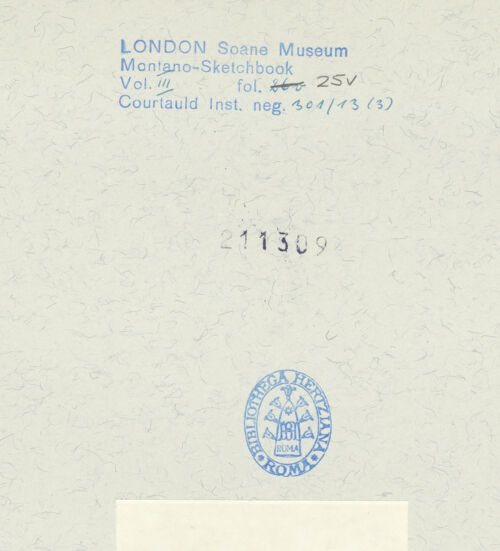 LONDON Soane Museum
Montano-Sketchbook
Vol. III fol. 25v
Courtauld Inst. neg. 301/13 (3)
211309
BIBLIOTHECA HERTZIANA
ROMA
• ROMA •